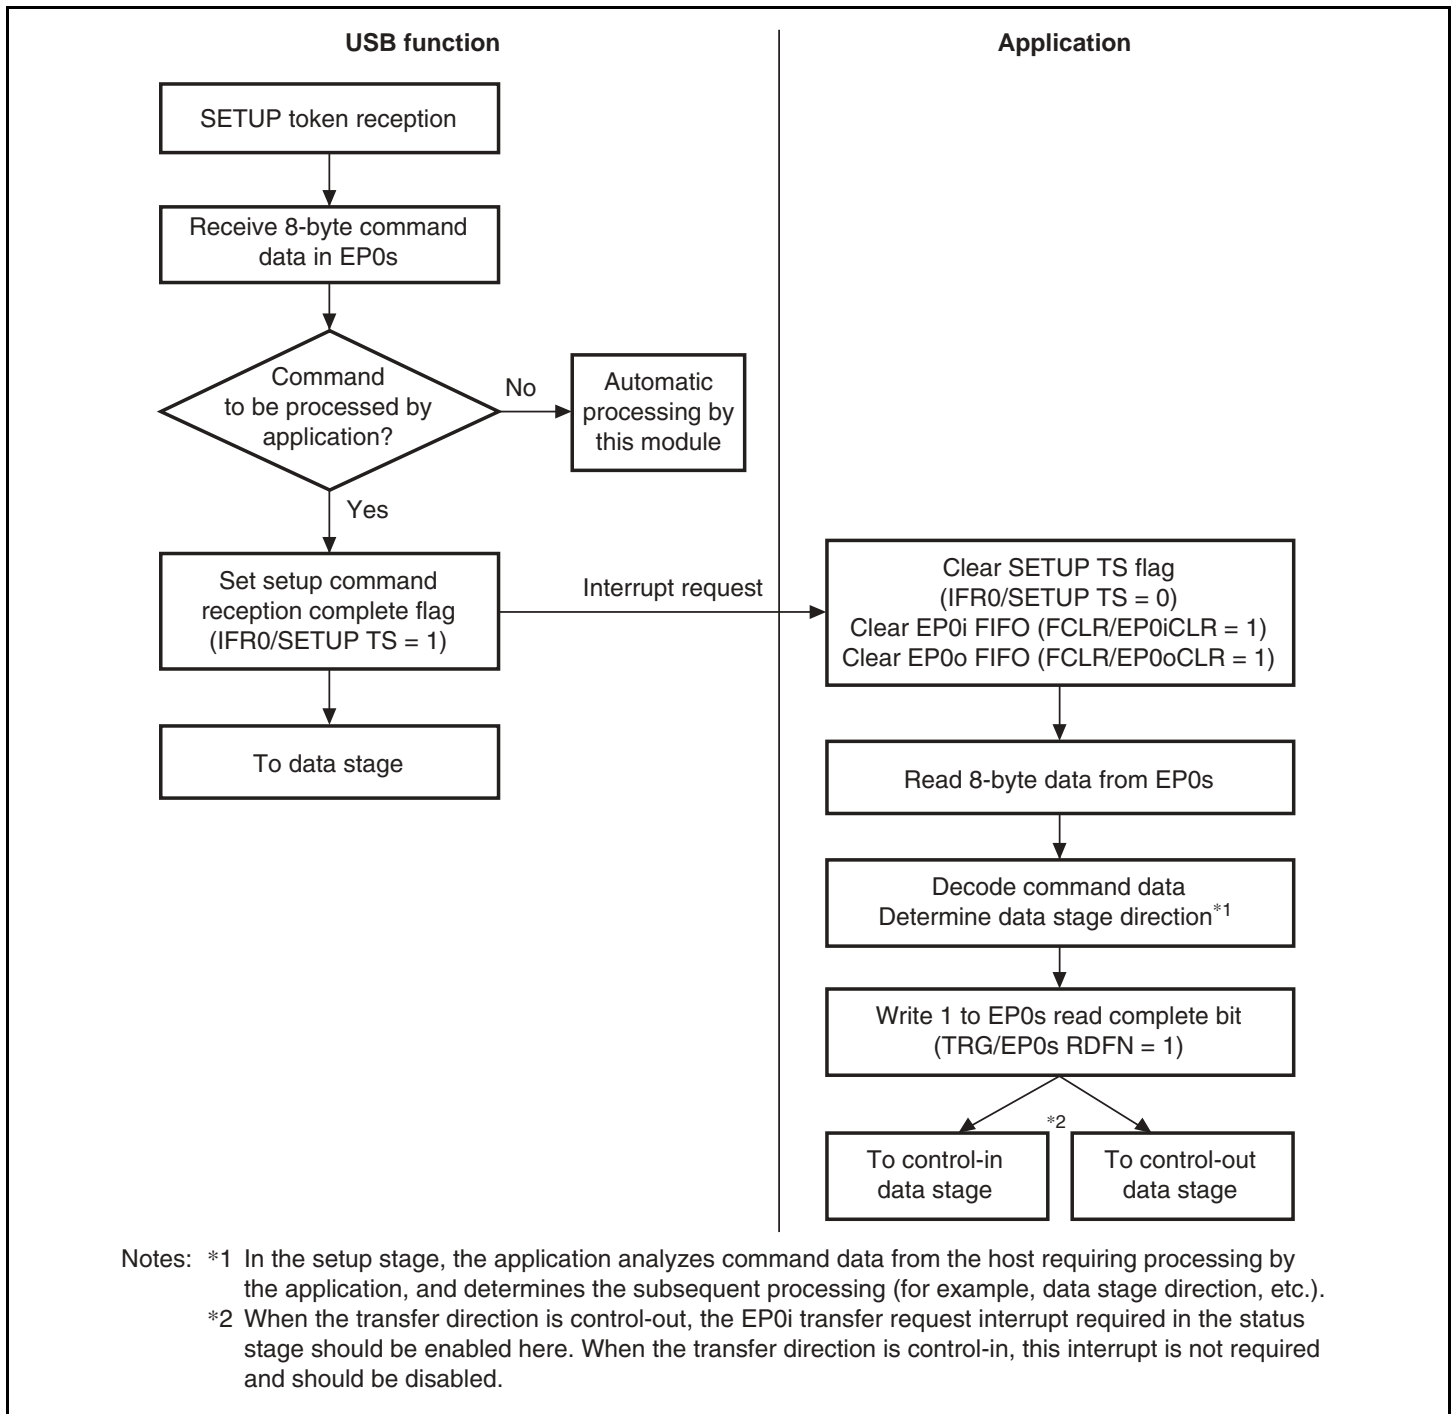 USB function
Application
SETUP token reception
Receive 8-byte command
data in EP0s
Command
to be processed by
application?
No
Automatic
processing by
this module
Yes
Set setup command
reception complete flag
(IFR0/SETUP TS = 1)
Interrupt request
To data stage
Clear SETUP TS flag
(IFR0/SETUP TS = 0)
Clear EP0i FIFO (FCLR/EP0iCLR = 1)
Clear EP0o FIFO (FCLR/EP0oCLR = 1)
Read 8-byte data from EP0s
Decode command data
Determine data stage direction*1
Write 1 to EP0s read complete bit
(TRG/EP0s RDFN = 1)
*2
To control-in
data stage
To control-out
data stage
Notes: *1 In the setup stage, the application analyzes command data from the host requiring processing by
the application, and determines the subsequent processing (for example, data stage direction, etc.).
*2 When the transfer direction is control-out, the EP0i transfer request interrupt required in the status
stage should be enabled here. When the transfer direction is control-in, this interrupt is not required
and should be disabled.